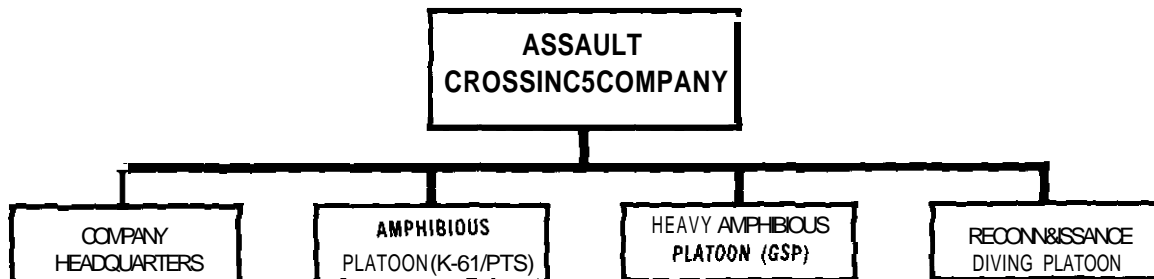 ASSAULT
CROSSINC5COMPANY
COMPANY
HEADQUARTERS
AMPHIBIOUS
PLATOON (K-61/PTS)
HEAVY AMPHIBIOUS
PLATOON (GSP)
RECONN&ISSANCE
DIVING PLATOON